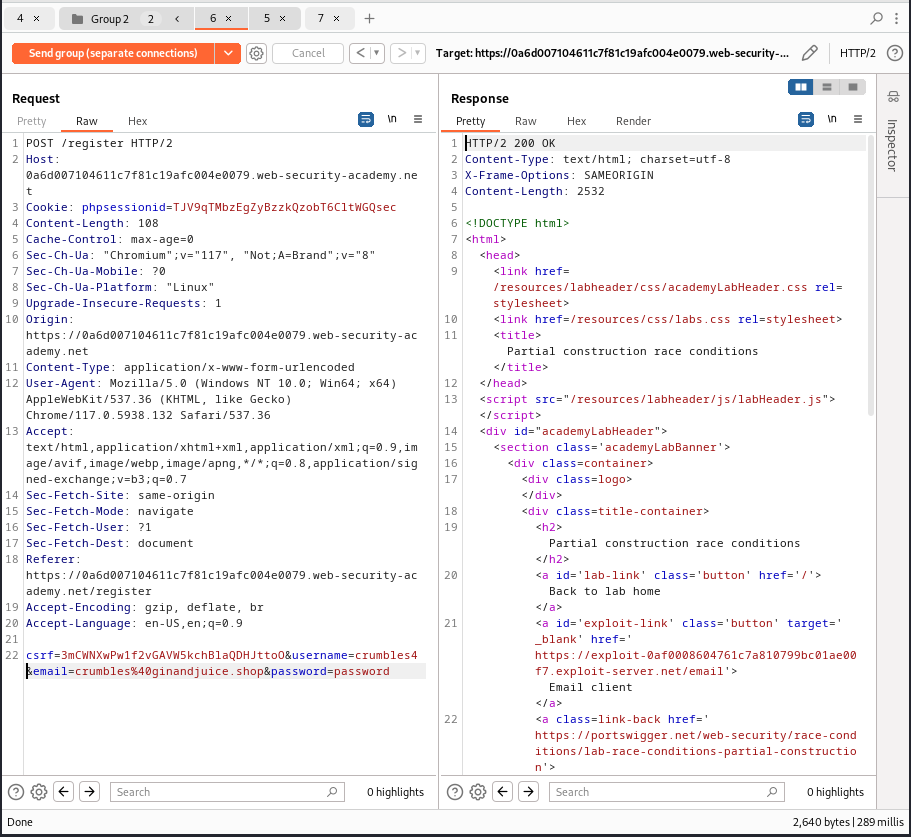 4 × Group 2 2 < 6 × 5 × 7 × +
Send group (separate connections) Cancel < > Target: https://0a6d007104611c7f81c19afc004e0079.web-security-... HTTP/2
Request
Pretty Raw Hex \n
1 POST /register HTTP/2
2 Host:
0a6d007104611c7f81c19afc004e0079.web-security-academy.ne
t
3 Cookie: phpsessionid=TJV9qTMbzEgZyBzzkQzobT6CltWGQsec
4 Content-Length: 108
5 Cache-Control: max-age=0
6 Sec-Ch-Ua: "Chromium";v="117", "Not;A=Brand";v="8"
7 Sec-Ch-Ua-Mobile: ?0
8 Sec-Ch-Ua-Platform: "Linux"
9 Upgrade-Insecure-Requests: 1
10 Origin:
https://0a6d007104611c7f81c19afc004e0079.web-security-ac
ademy.net
11 Content-Type: application/x-www-form-urlencoded
12 User-Agent: Mozilla/5.0 (Windows NT 10.0; Win64; x64)
AppleWebKit/537.36 (KHTML, like Gecko)
Chrome/117.0.5938.132 Safari/537.36
13 Accept:
text/html,application/xhtml+xml,application/xml;q=0.9,im
age/avif,image/webp,image/apng,*/*;q=0.8,application/sig
ned-exchange;v=b3;q=0.7
14 Sec-Fetch-Site: same-origin
15 Sec-Fetch-Mode: navigate
16 Sec-Fetch-User: ?1
17 Sec-Fetch-Dest: document
18 Referer:
https://0a6d007104611c7f81c19afc004e0079.web-security-ac
ademy.net/register
19 Accept-Encoding: gzip, deflate, br
20 Accept-Language: en-US,en;q=0.9
21
22 csrf=3mCWNXwPw1f2vGAVW5kchBlaQDHJttoO&username=crumbles4
&email=crumbles%40ginandjuice.shop&password=password
Search 0 highlights
Response
Pretty Raw Hex Render \n
1 HTTP/2 200 OK
2 Content-Type: text/html; charset=utf-8
3 X-Frame-Options: SAMEORIGIN
4 Content-Length: 2532
5
6 <!DOCTYPE html>
7 <html>
8 <head>
9 <link href=
/resources/labheader/css/academyLabHeader.css rel=
stylesheet>
10 <link href=/resources/css/labs.css rel=stylesheet>
11 <title>
Partial construction race conditions
</title>
12 </head>
13 <script src="/resources/labheader/js/labHeader.js">
</script>
14 <div id="academyLabHeader">
15 <section class='academyLabBanner'>
16 <div class=container>
17 <div class=logo>
</div>
18 <div class=title-container>
19 <h2>
Partial construction race conditions
</h2>
20 <a id='lab-link' class='button' href='/'>
Back to lab home
</a>
21 <a id='exploit-link' class='button' target='
_blank' href='
https://exploit-0af0008604761c7a810799bc01ae00
f7.exploit-server.net/email'>
Email client
</a>
22 <a class=link-back href='
https://portswigger.net/web-security/race-cond
itions/lab-race-conditions-partial-constructio
n'>
Search 0 highlights
Inspector
Done 2,640 bytes | 289 millis